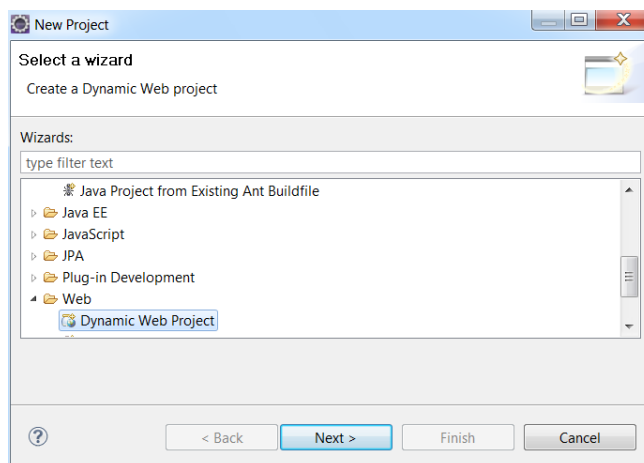 New Project
Select a wizard
Create a Dynamic Web project
Wizards:
type filter text
Java Project from Existing Ant Buildfile
Java EE
JavaScript
JPA
Plug-in Development
Web
Dynamic Web Project
? < Back Next > Finish Cancel